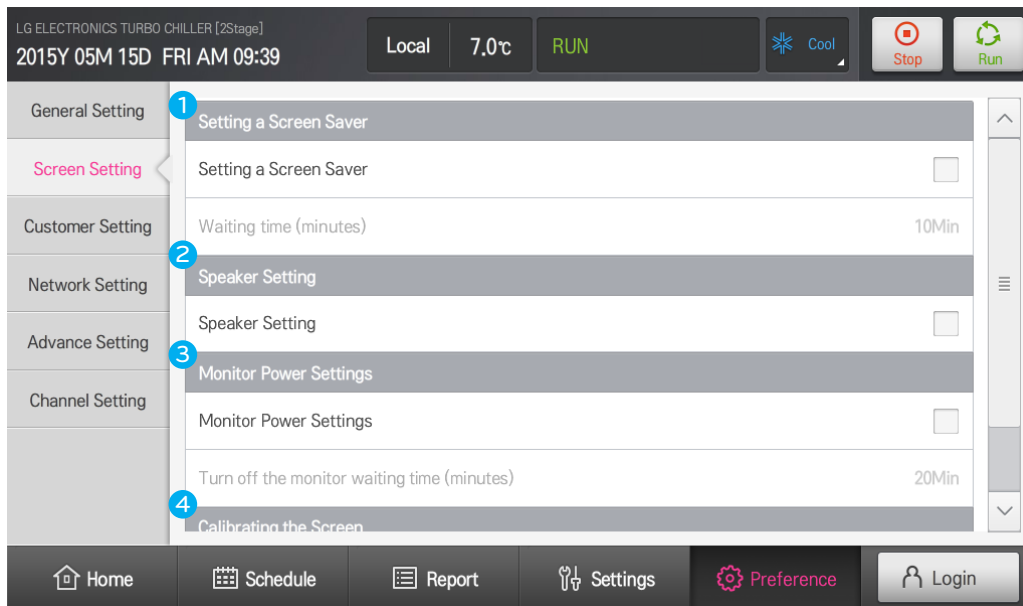 LG ELECTRONICS TURBO CHILLER [2Stage]
2015Y 05M 15D FRI AM 09:39
Local
7.0℃
RUN
Cool
Stop
Run
General Setting
Screen Setting
Customer Setting
Network Setting
Advance Setting
Channel Setting
1
Setting a Screen Saver
Setting a Screen Saver
Waiting time (minutes)
10Min
2
Speaker Setting
Speaker Setting
3
Monitor Power Settings
Monitor Power Settings
Turn off the monitor waiting time (minutes)
20Min
4
Calibrating the Screen
Home
Schedule
Report
Settings
Preference
Login